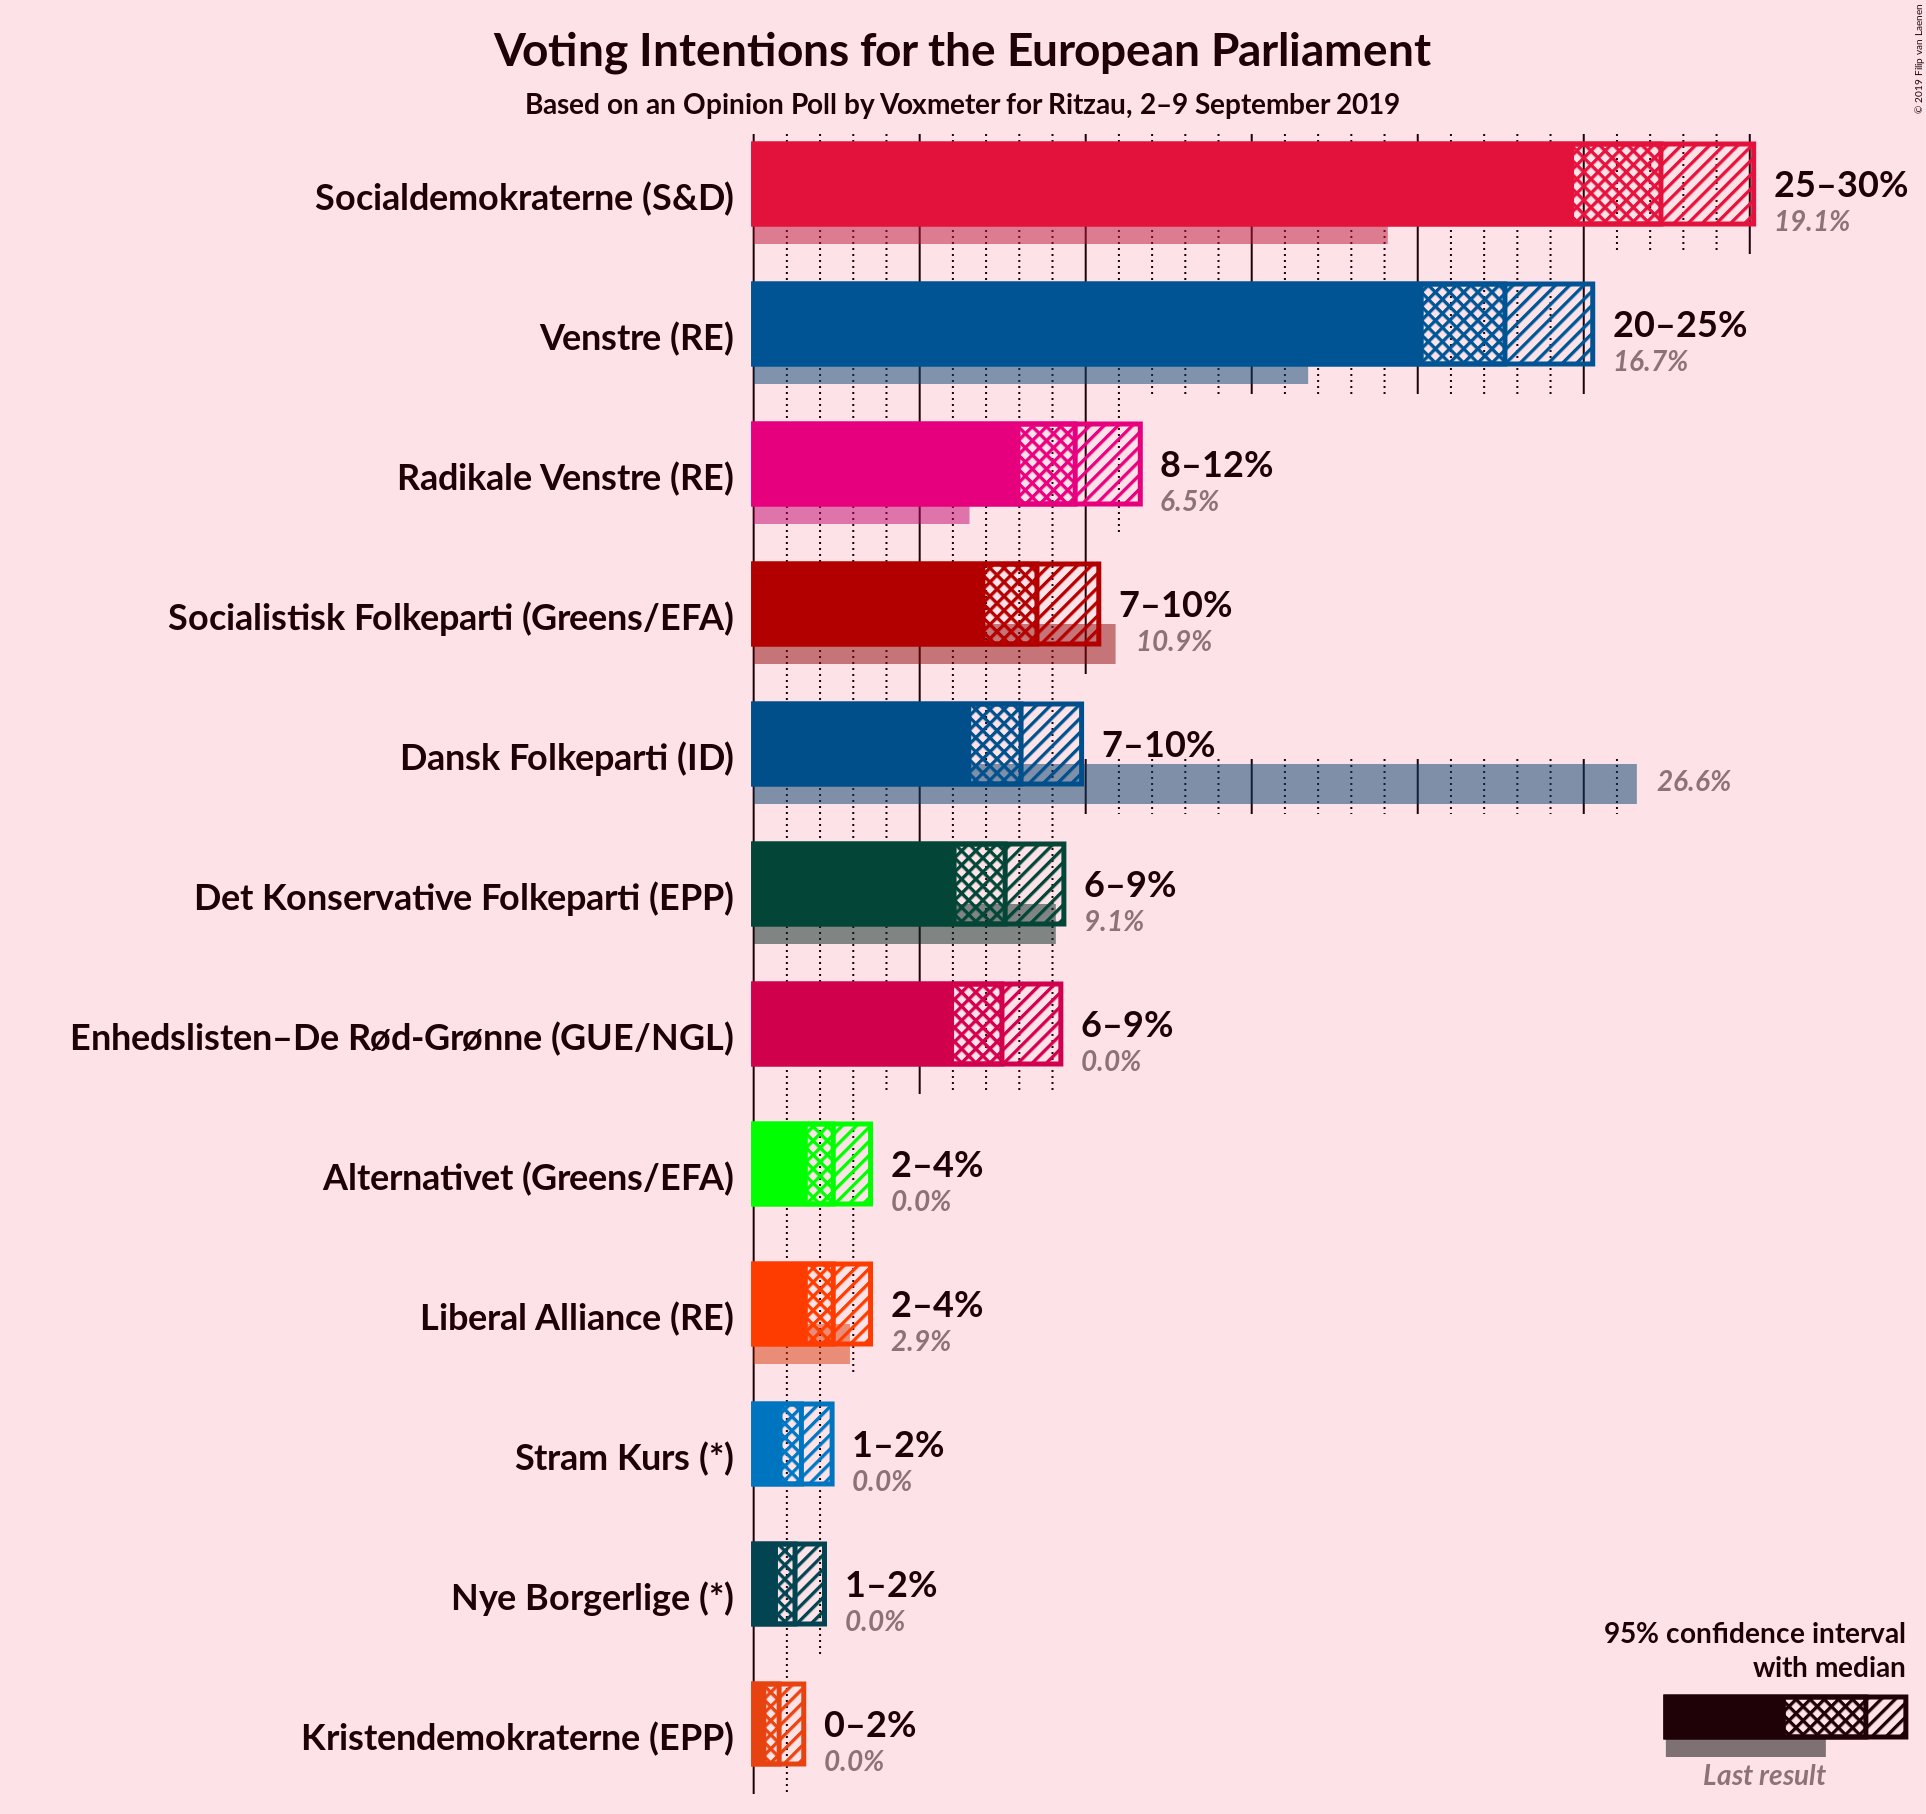 Voting Intentions for the European Parliament
Based on an Opinion Poll by Voxmeter for Ritzau, 2–9 September 2019
© 2019 Filip van Laenen
Socialdemokraterne (S&D)
25–30%
19.1%
Venstre (RE)
20–25%
16.7%
Radikale Venstre (RE)
8–12%
6.5%
Socialistisk Folkeparti (Greens/EFA)
7–10%
10.9%
Dansk Folkeparti (ID)
7–10%
26.6%
Det Konservative Folkeparti (EPP)
6–9%
9.1%
Enhedslisten–De Rød-Grønne (GUE/NGL)
6–9%
0.0%
Alternativet (Greens/EFA)
2–4%
0.0%
Liberal Alliance (RE)
2–4%
2.9%
Stram Kurs (*)
1–2%
0.0%
Nye Borgerlige (*)
1–2%
0.0%
Kristendemokraterne (EPP)
0–2%
0.0%
95% confidence interval
with median
Last result